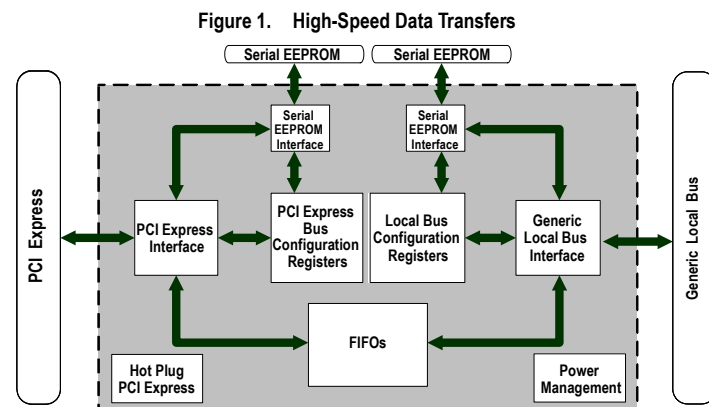 Figure 1. High-Speed Data Transfers
Serial EEPROM
Serial EEPROM
Serial
EEPROM
Interface
Serial
EEPROM
Interface
PCI Express
PCI Express
Interface
PCI Express
Bus
Configuration
Registers
Local Bus
Configuration
Registers
Generic
Local Bus
Interface
Generic Local Bus
FIFOs
Hot Plug
PCI Express
Power
Management